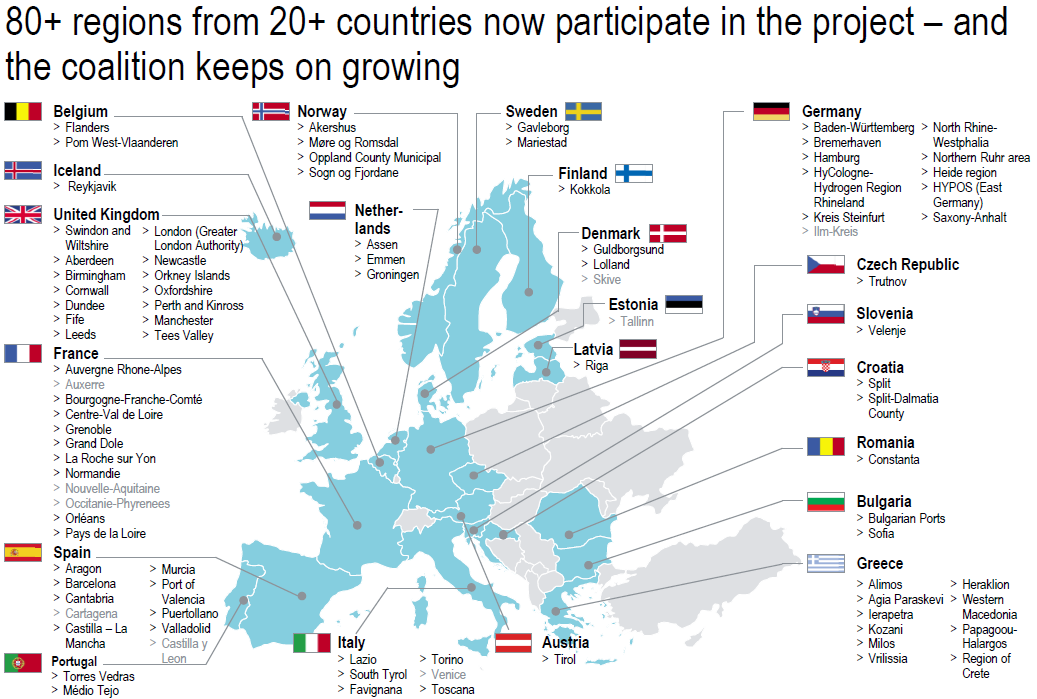 80+ regions from 20+ countries now participate in the project – and
the coalition keeps on growing
Belgium
> Flanders
> Pom West-Vlaanderen
Iceland
> Reykjavik
United Kingdom
> Swindon and
Wiltshire
> Aberdeen
> Birmingham
> Cornwall
> Dundee
> Fife
> Leeds
> London (Greater
London Authority)
> Newcastle
> Orkney Islands
> Oxfordshire
> Perth and Kinross
> Manchester
> Tees Valley
France
> Auvergne Rhone-Alpes
> Auxerre
> Bourgogne-Franche-Comté
> Centre-Val de Loire
> Grenoble
> Grand Dole
> La Roche sur Yon
> Normandie
> Nouvelle-Aquitaine
> Occitanie-Phyrenees
> Orléans
> Pays de la Loire
Spain
> Aragon
> Barcelona
> Cantabria
> Cartagena
> Castilla – La
Mancha
> Murcia
> Port of
Valencia
> Puertollano
> Valladolid
> Castilla y
Leon
Portugal
> Torres Vedras
> Médio Tejo
Norway
> Akershus
> Møre og Romsdal
> Oppland County Municipal
> Sogn og Fjordane
Nether-
lands
> Assen
> Emmen
> Groningen
Sweden
> Gavleborg
> Mariestad
Finland
> Kokkola
Denmark
> Guldborgsund
> Lolland
> Skive
Estonia
> Tallinn
Latvia
> Riga
Italy
> Lazio
> South Tyrol
> Favignana
> Torino
> Venice
> Toscana
Austria
> Tirol
Germany
> Baden-Württemberg
> Bremerhaven
> Hamburg
> HyCologne-
Hydrogen Region
Rhineland
> Kreis Steinfurt
> Ilm-Kreis
> North Rhine-
Westphalia
> Northern Ruhr area
> Heide region
> HYPOS (East
Germany)
> Saxony-Anhalt
Czech Republic
> Trutnov
Slovenia
> Velenje
Croatia
> Split
> Split-Dalmatia
County
Romania
> Constanta
Bulgaria
> Bulgarian Ports
> Sofia
Greece
> Alimos
> Agia Paraskevi
> Ierapetra
> Kozani
> Milos
> Vrilissia
> Heraklion
> Western
Macedonia
> Papagoou-
Halargos
> Region of
Crete